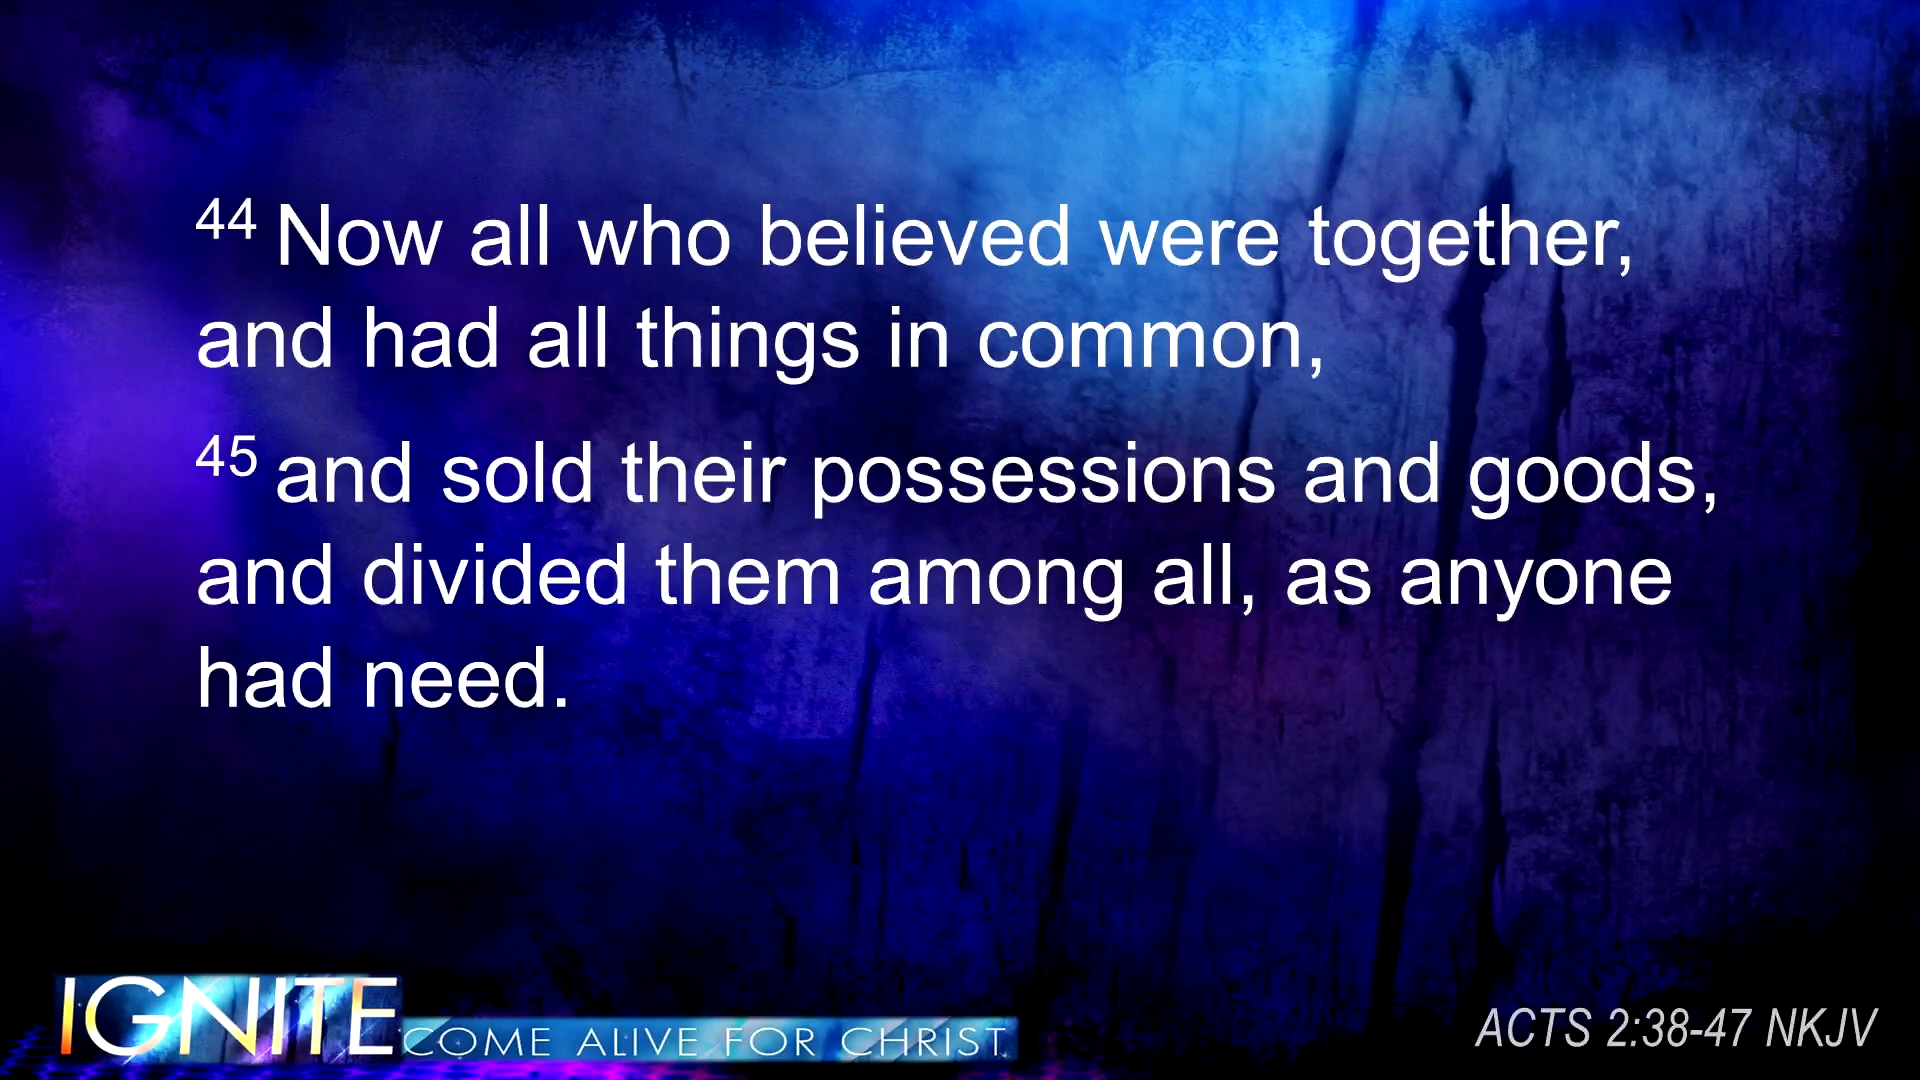 44 Now all who believed were together,
and had all things in common,
45 and sold their possessions and goods,
and divided them among all, as anyone
had need.
IGNITE COME ALIVE FOR CHRIST
ACTS 2:38-47 NKJV